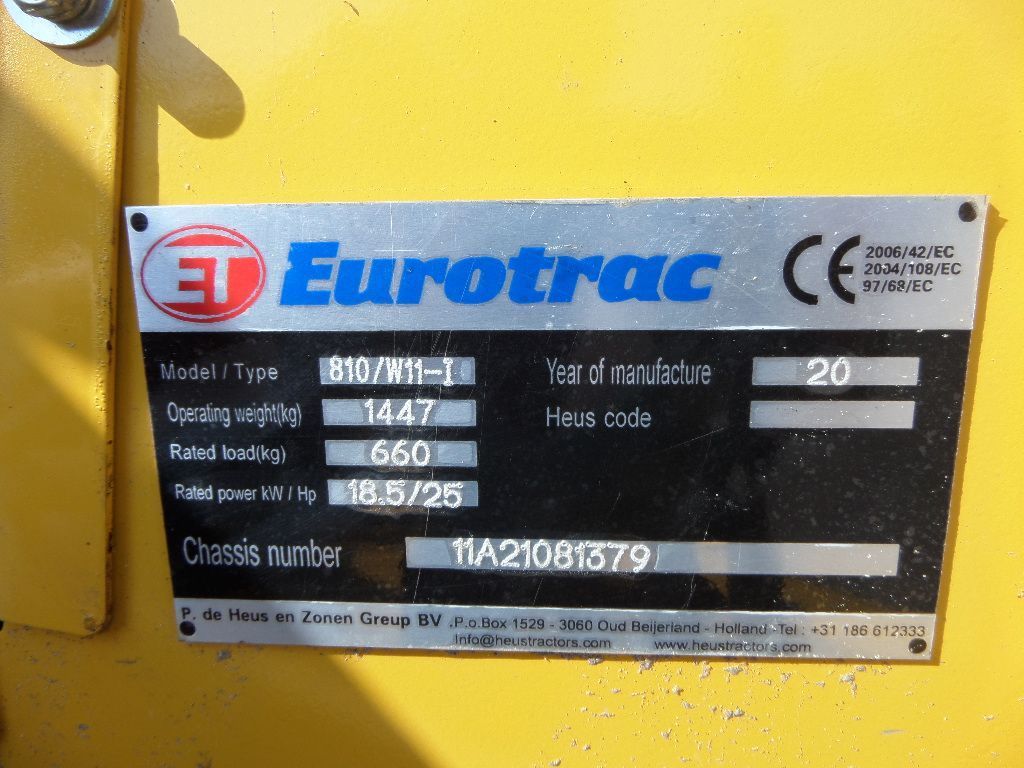 ET Eurotrac
CE 2006/42/EC
2004/108/EC
97/68/EC
Model / Type 810/W11-I
Year of manufacture 20
Operating weight(kg) 1447
Heus code
Rated load(kg) 660
Rated power kW / Hp 18.5/25
Chassis number 11A21081379
P. de Heus en Zonen Greup BV ,P.o.Box 1529 - 3060 Oud Beijerland - Holland -Tel : +31 186 612333
Info@heustractors.com www.heustractors.com